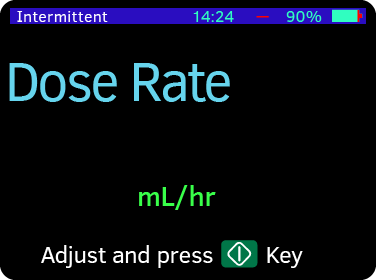 Intermittent 14:24 — 90%
Dose Rate
mL/hr
Adjust and press Key